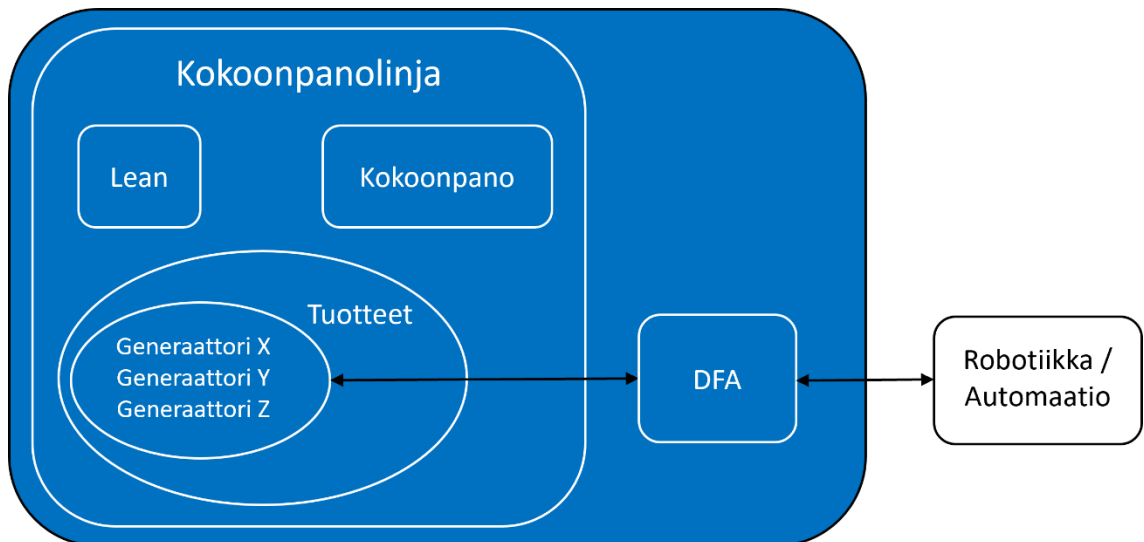 Kokoonpanolinja
Lean
Kokoonpano
Tuotteet
Generaattori X
Generaattori Y
Generaattori Z
DFA
Robotiikka /
Automaatio